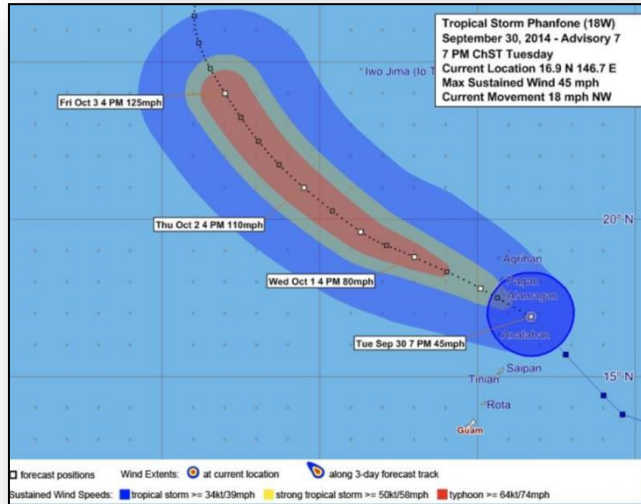 Tropical Storm Phanfone (18W)
September 30, 2014 - Advisory 7
7 PM ChST Tuesday
Current Location 16.9 N 146.7 E
Max Sustained Wind 45 mph
Current Movement 18 mph NW
Iwo Jima (Io T
Fri Oct 3 4 PM 125mph
20° N
Thu Oct 2 4 PM 110mph
Agrihan
Pagan
Wed Oct 1 4 PM 80mph
Alamagan
Anatahan
Tue Sep 30 7 PM 45mph
Saipan
15° N
Tinian
Rota
Guam
forecast positions Wind Extents: at current location along 3-day forecast track
Sustained Wind Speeds: tropical storm >= 34kt/39mph strong tropical storm >= 50kt/58mph typhoon >= 64kt/74mph